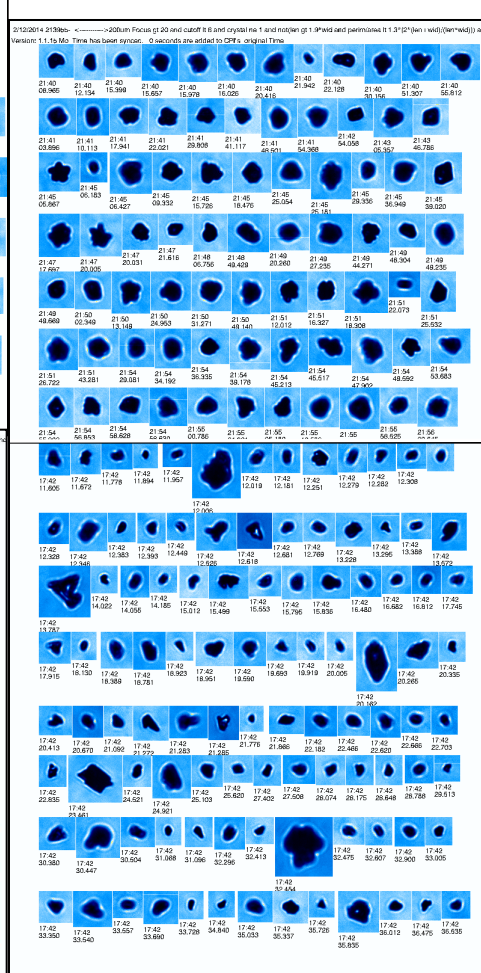 2/12/2014 2139
200um Focus gt 20 and cutoff lt 6 and crystal ne 1 and not(len gt 1.9*wid and
Version: 1.1.15 Mo Time has been synced. 0 seconds are added to CPI's original Time
21:40 21:40 21:40 21:40 21:40 21:40 21:40 21:40 21:40 21:40 21:40 21:40
08.965 12.134 15.399 15.657 15.978 16.026 20.416 21.942 22.128 30.156 51.307 55.812
21:41 21:41 21:41 21:41 21:41 21:41 21:41 21:41 21:42 21:43 21:43
03.896 10.113 17.941 22.021 29.808 41.117 54.368 54.058 05.357 46.786
21:45 21:45 21:45 21:45 21:45 21:45 21:45 21:45 21:45 21:45 21:45
05.867 06.183 06.427 09.332 15.726 18.476 25.054 25.181 29.336 36.949 39.020
21:47 21:47 21:47 21:47 21:48 21:48 21:49 21:49 21:49 21:49 21:49
17.697 20.005 20.031 21.616 06.756 49.429 20.260 27.235 44.271 48.304 49.235
21:49 21:50 21:50 21:50 21:50 21:50 21:51 21:51 21:51 21:51 21:51
49.669 02.349 13.149 24.953 31.271 49.140 12.012 16.327 18.308 22.073 25.532
21:51 21:51 21:54 21:54 21:54 21:54 21:54 21:54 21:54 21:54 21:54
26.722 43.281 29.081 34.192 36.335 39.178 45.213 45.517 47.902 49.592 53.683
21:54 21:54 21:54 21:54 21:55 21:55 21:55 21:55 21:55 21:55 21:56
56.853 58.628 00.786 58.525
17:42 17:42 17:42 17:42 17:42 17:42 17:42 17:42 17:42 17:42 17:42 17:42
11.605 11.672 11.778 11.894 11.957 12.006 12.019 12.181 12.251 12.279 12.282 12.308
17:42 17:42 17:42 17:42 17:42 17:42 17:42 17:42 17:42 17:42 17:42 17:42 17:42
12.328 12.346 12.383 12.393 12.449 12.526 12.618 12.681 12.769 13.228 13.295 13.388 13.572
17:42 17:42 17:42 17:42 17:42 17:42 17:42 17:42 17:42 17:42 17:42 17:42 17:42
13.787 14.022 14.055 14.185 15.012 15.499 15.553 15.795 15.836 16.480 16.682 16.812 17.745
17:42 17:42 17:42 17:42 17:42 17:42 17:42 17:42 17:42 17:42 17:42 17:42 17:42
17.915 18.130 18.389 18.781 18.923 18.951 19.590 19.693 19.919 20.005 20.162 20.265 20.335
17:42 17:42 17:42 17:42 17:42 17:42 17:42 17:42 17:42 17:42 17:42 17:42 17:42
20.413 20.670 21.092 21.272 21.283 21.285 21.776 21.866 22.182 22.466 22.620 22.666 22.703
17:42 17:42 17:42 17:42 17:42 17:42 17:42 17:42 17:42 17:42 17:42 17:42 17:42
22.835 23.461 24.521 24.921 25.103 25.620 27.402 27.508 28.074 28.175 28.648 28.788 29.513
17:42 17:42 17:42 17:42 17:42 17:42 17:42 17:42 17:42 17:42 17:42 17:42
30.380 30.447 30.504 31.088 31.096 32.296 32.413 32.454 32.475 32.607 32.900 33.005
17:42 17:42 17:42 17:42 17:42 17:42 17:42 17:42 17:42 17:42 17:42 17:42 17:42
33.350 33.540 33.557 33.690 33.728 34.840 35.033 35.337 35.726 35.835 36.012 36.475 36.535